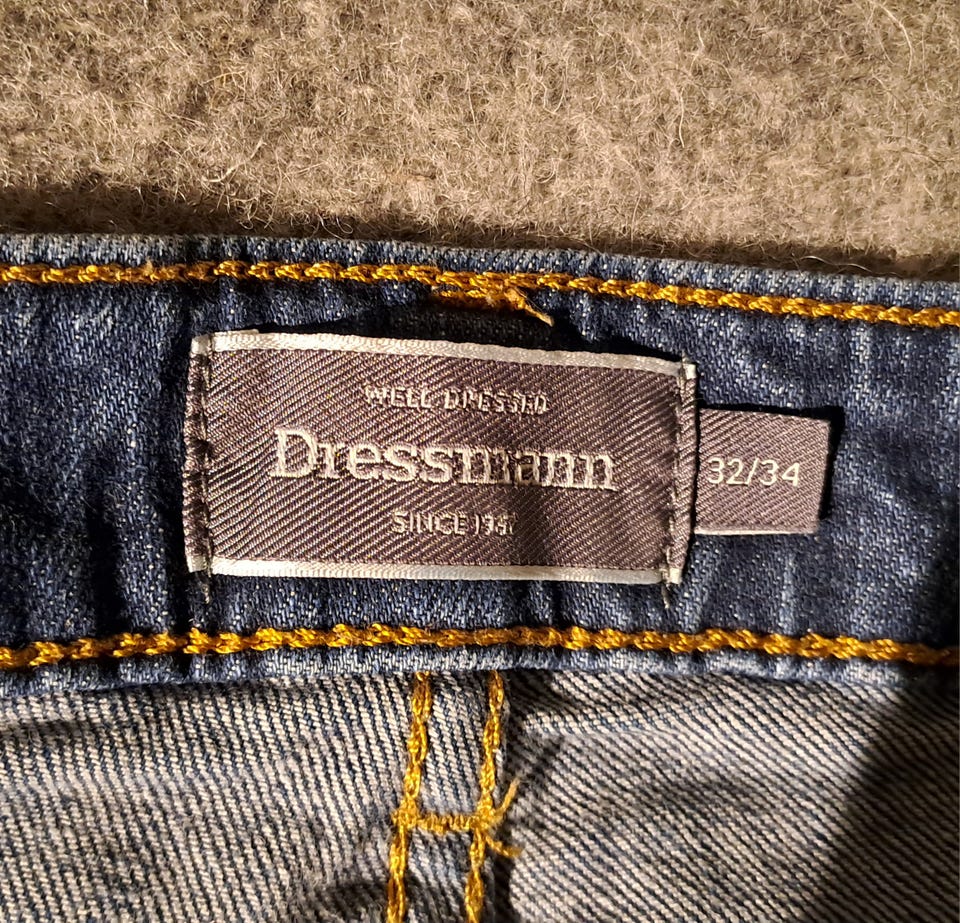 WELL DRESSED
Dressmann
32/34
SINCE